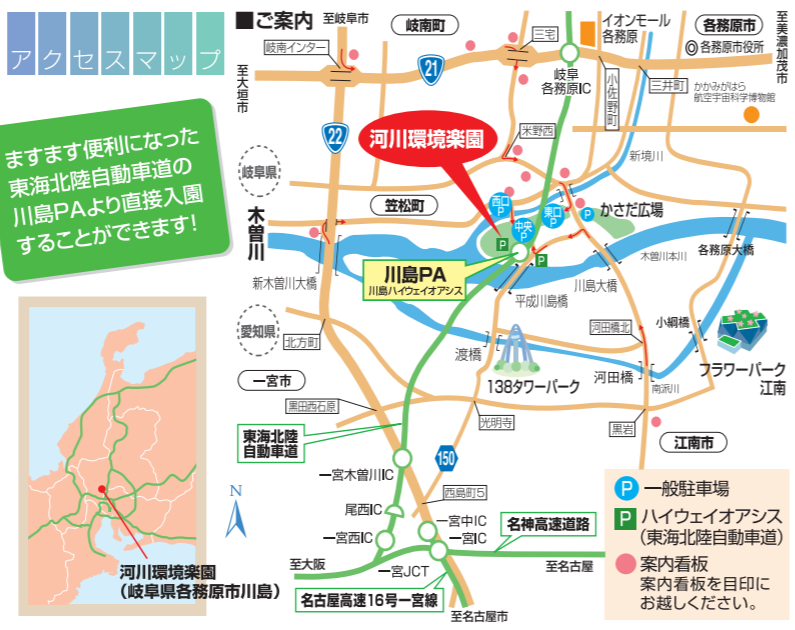 アクセスマップ
ますます便利になった
東海北陸自動車道の
川島PAより直接入園
することができます!
■ご案内
至岐阜市
岐南町
三宅
イオンモール
各務原
各務原市
至美濃加茂市
岐南インター
21
各務原市役所
至大垣市
岐阜
各務原IC
小佐野町
三井町
かかみがはら
航空宇宙科学博物館
22
河川環境楽園
米野西
新境川
岐阜県
笠松町
西口
P
中央
P
東口
P
P
かさだ広場
P
P
木曽川
川島PA
川島ハイウェイオアシス
新木曽川大橋
平成川島橋
川島大橋
木曽川本川
各務原大橋
愛知県
北方町
渡橋
河田橋北
小網橋
一宮市
138タワーパーク
河田橋
南派川
フラワーパーク
江南
黒田西石原
光明寺
黒岩
江南市
東海北陸
自動車道
150
一宮木曽川IC
西島町5
尾西IC
一宮中IC
一宮西IC
一宮IC
名神高速道路
至大阪
一宮JCT
至名古屋
名古屋高速16号一宮線
至名古屋市
N
河川環境楽園
(岐阜県各務原市川島)
P 一般駐車場
P ハイウェイオアシス
(東海北陸自動車道)
案内看板
案内看板を目印に
お越しください。